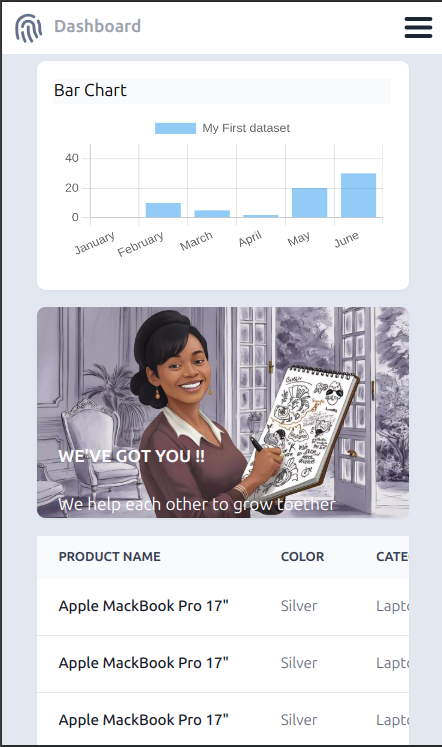 Dashboard
Bar Chart
My First dataset
40
20
0
January
February
March
April
May
June
WE'VE GOT YOU !!
We help each other to grow toether
PRODUCT NAME COLOR CATEG
Apple MackBook Pro 17" Silver Lapto
Apple MackBook Pro 17" Silver Lapto
Apple MackBook Pro 17" Silver Lapto